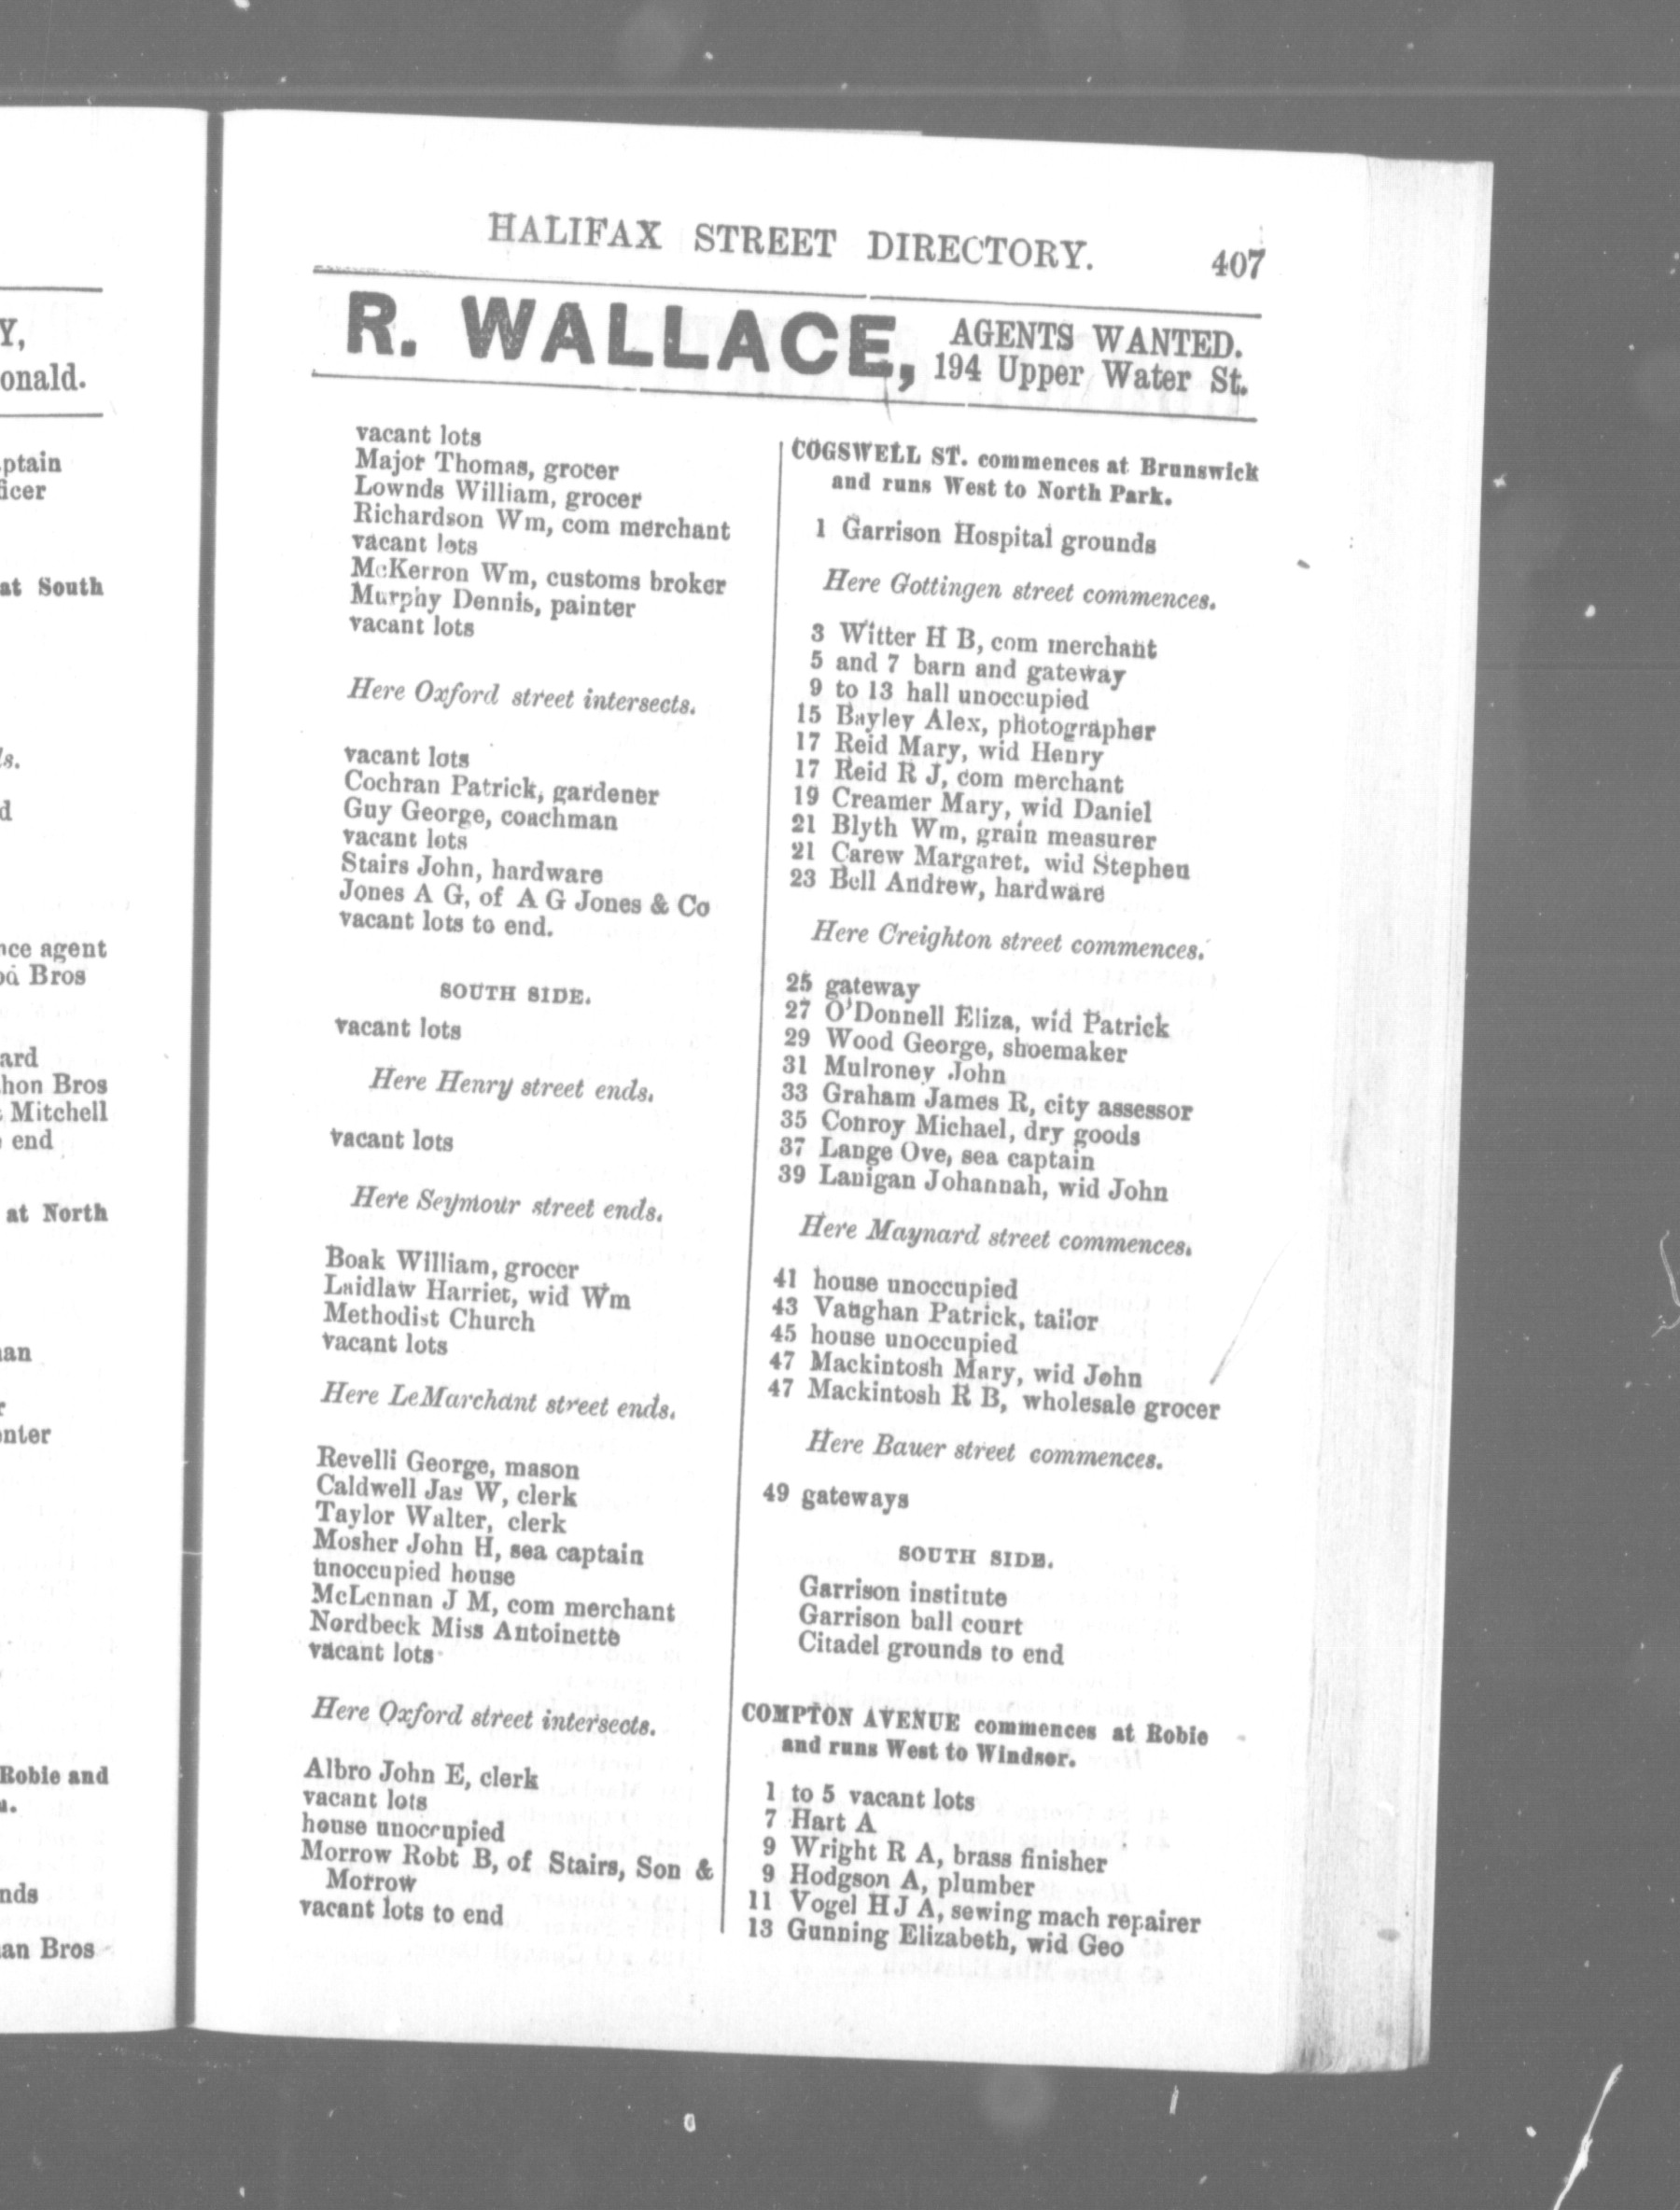 HALIFAX STREET DIRECTORY. 407
R. WALLACE, AGENTS WANTED.
194 Upper Water St.
vacant lots
Major Thomas, grocer
Lownds William, grocer
Richardson Wm, com merchant
vacant lots
McKerron Wm, customs broker
Murphy Dennis, painter
vacant lots
Here Oxford street intersects.
vacant lots
Cochran Patrick, gardener
Guy George, coachman
vacant lots
Stairs John, hardware
Jones A G, of A G Jones & Co
vacant lots to end.
SOUTH SIDE.
vacant lots
Here Henry street ends.
vacant lots
Here Seymour street ends.
Boak William, grocer
Laidlaw Harriet, wid Wm
Methodist Church
vacant lots
Here LeMarchant street ends.
Revelli George, mason
Caldwell Jas W, clerk
Taylor Walter, clerk
Mosher John H, sea captain
unoccupied house
McLennan J M, com merchant
Nordbeck Miss Antoinette
vacant lots
Here Oxford street intersects.
Albro John E, clerk
vacant lots
house unoccupied
Morrow Robt B, of Stairs, Son &
Morrow
vacant lots to end
COGSWELL ST. commences at Brunswick
and runs West to North Park.
1 Garrison Hospital grounds
Here Gottingen street commences.
3 Witter H B, com merchant
5 and 7 barn and gateway
9 to 13 hall unoccupied
15 Bayley Alex, photographer
17 Reid Mary, wid Henry
17 Reid R J, com merchant
19 Creamer Mary, wid Daniel
21 Blyth Wm, grain measurer
21 Carew Margaret, wid Stephen
23 Bell Andrew, hardware
Here Creighton street commences.
25 gateway
27 O'Donnell Eliza, wid Patrick
29 Wood George, shoemaker
31 Mulroney John
33 Graham James R, city assessor
35 Conroy Michael, dry goods
37 Lange Ove, sea captain
39 Lanigan Johannah, wid John
Here Maynard street commences.
41 house unoccupied
43 Vaughan Patrick, tailor
45 house unoccupied
47 Mackintosh Mary, wid John
47 Mackintosh R B, wholesale grocer
Here Bauer street commences.
49 gateways
SOUTH SIDE.
Garrison institute
Garrison ball court
Citadel grounds to end
COMPTON AVENUE commences at Robie
and runs West to Windsor.
1 to 5 vacant lots
7 Hart A
9 Wright R A, brass finisher
9 Hodgson A, plumber
11 Vogel H J A, sewing mach repairer
13 Gunning Elizabeth, wid Geo